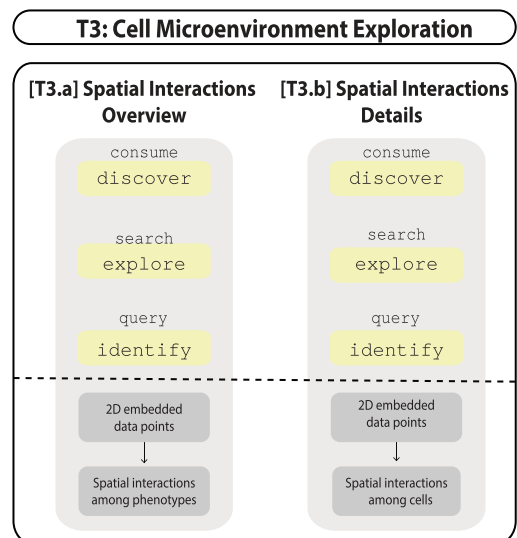 T3: Cell Microenvironment Exploration
[T3.a] Spatial Interactions
Overview
consume
discover
search
explore
query
identify
2D embedded
data points
Spatial interactions
among phenotypes
[T3.b] Spatial Interactions
Details
consume
discover
search
explore
query
identify
2D embedded
data points
Spatial interactions
among cells